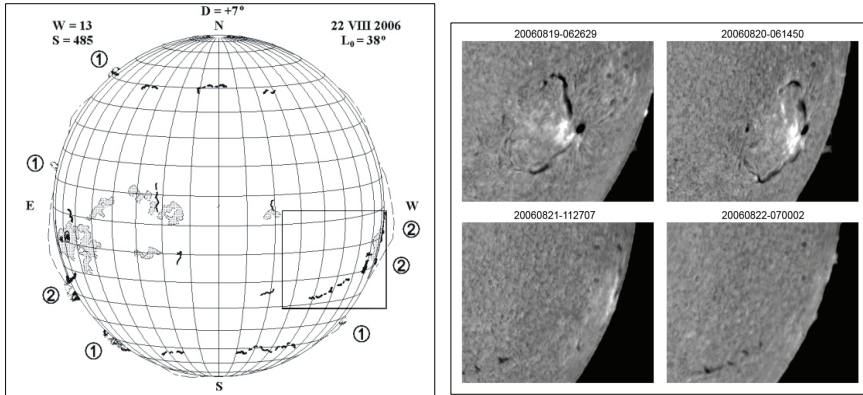 D = +7°
N
W = 13
S = 485
22 VIII 2006
L₀ = 38°
1
1
E
W
2
2
2
1
1
S
20060819-062629
20060820-061450
20060821-112707
20060822-070002